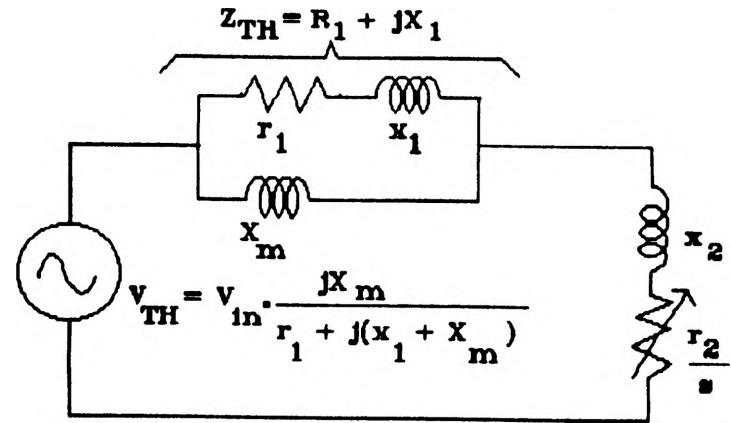 Z_TH = R_1 + jX_1
r_1
x_1
X_m
x_2
V_TH = V_in · jX_m / r_1 + j(x_1 + X_m)
r_2 / s